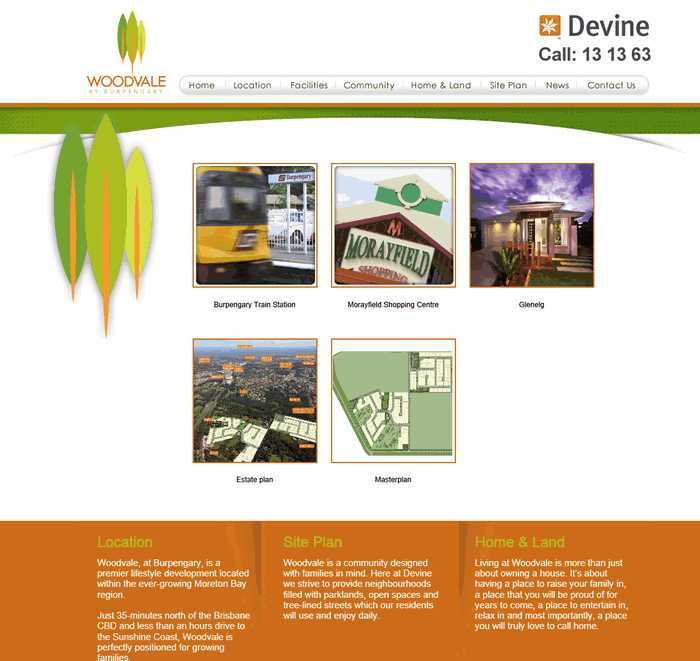 Devine
Call: 13 13 63
WOODVALE
AT BURPENGARY
Home Location Facilities Community Home & Land Site Plan News Contact Us
Burpengary
M
MORAYFIELD
SHOPPING
Burpengary Train Station
Morayfield Shopping Centre
Glenelg
Estate plan
Masterplan
Location
Woodvale, at Burpengary, is a
premier lifestyle development located
within the ever-growing Moreton Bay
region.
Just 35-minutes north of the Brisbane
CBD and less than an hours drive to
the Sunshine Coast, Woodvale is
perfectly positioned for growing
families
Site Plan
Woodvale is a community designed
with families in mind. Here at Devine
we strive to provide neighbourhoods
filled with parklands, open spaces and
tree-lined streets which our residents
will use and enjoy daily.
Home & Land
Living at Woodvale is more than just
about owning a house. It's about
having a place to raise your family in,
a place that you will be proud of for
years to come, a place to entertain in,
relax in and most importantly, a place
you will truly love to call home.